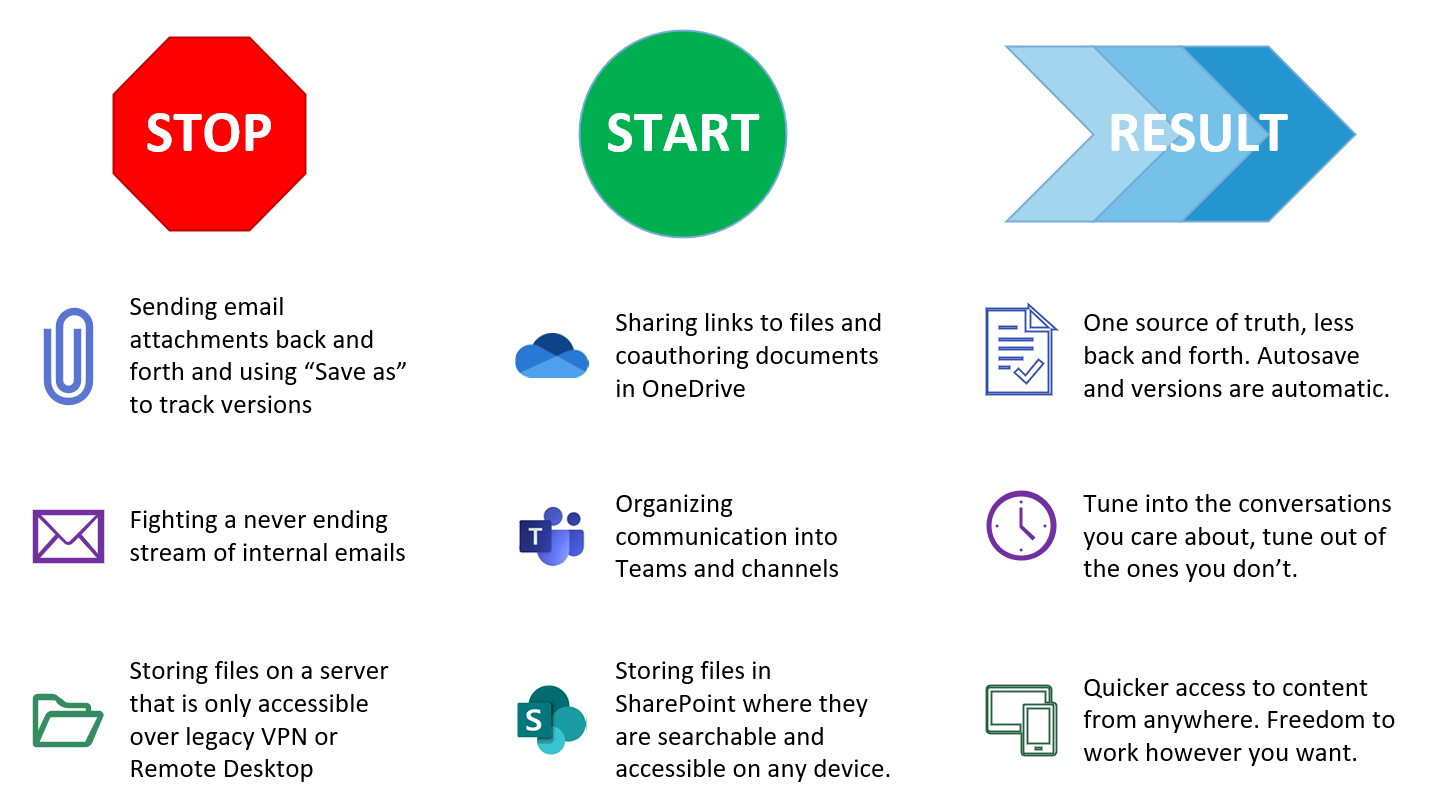 STOP
START
RESULT
Sending email
attachments back and
forth and using “Save as”
to track versions
Sharing links to files and
coauthoring documents
in OneDrive
One source of truth, less
back and forth. Autosave
and versions are automatic.
Fighting a never ending
stream of internal emails
T
Organizing
communication into
Teams and channels
Tune into the conversations
you care about, tune out of
the ones you don’t.
Storing files on a server
that is only accessible
over legacy VPN or
Remote Desktop
S
Storing files in
SharePoint where they
are searchable and
accessible on any device.
Quicker access to content
from anywhere. Freedom to
work however you want.